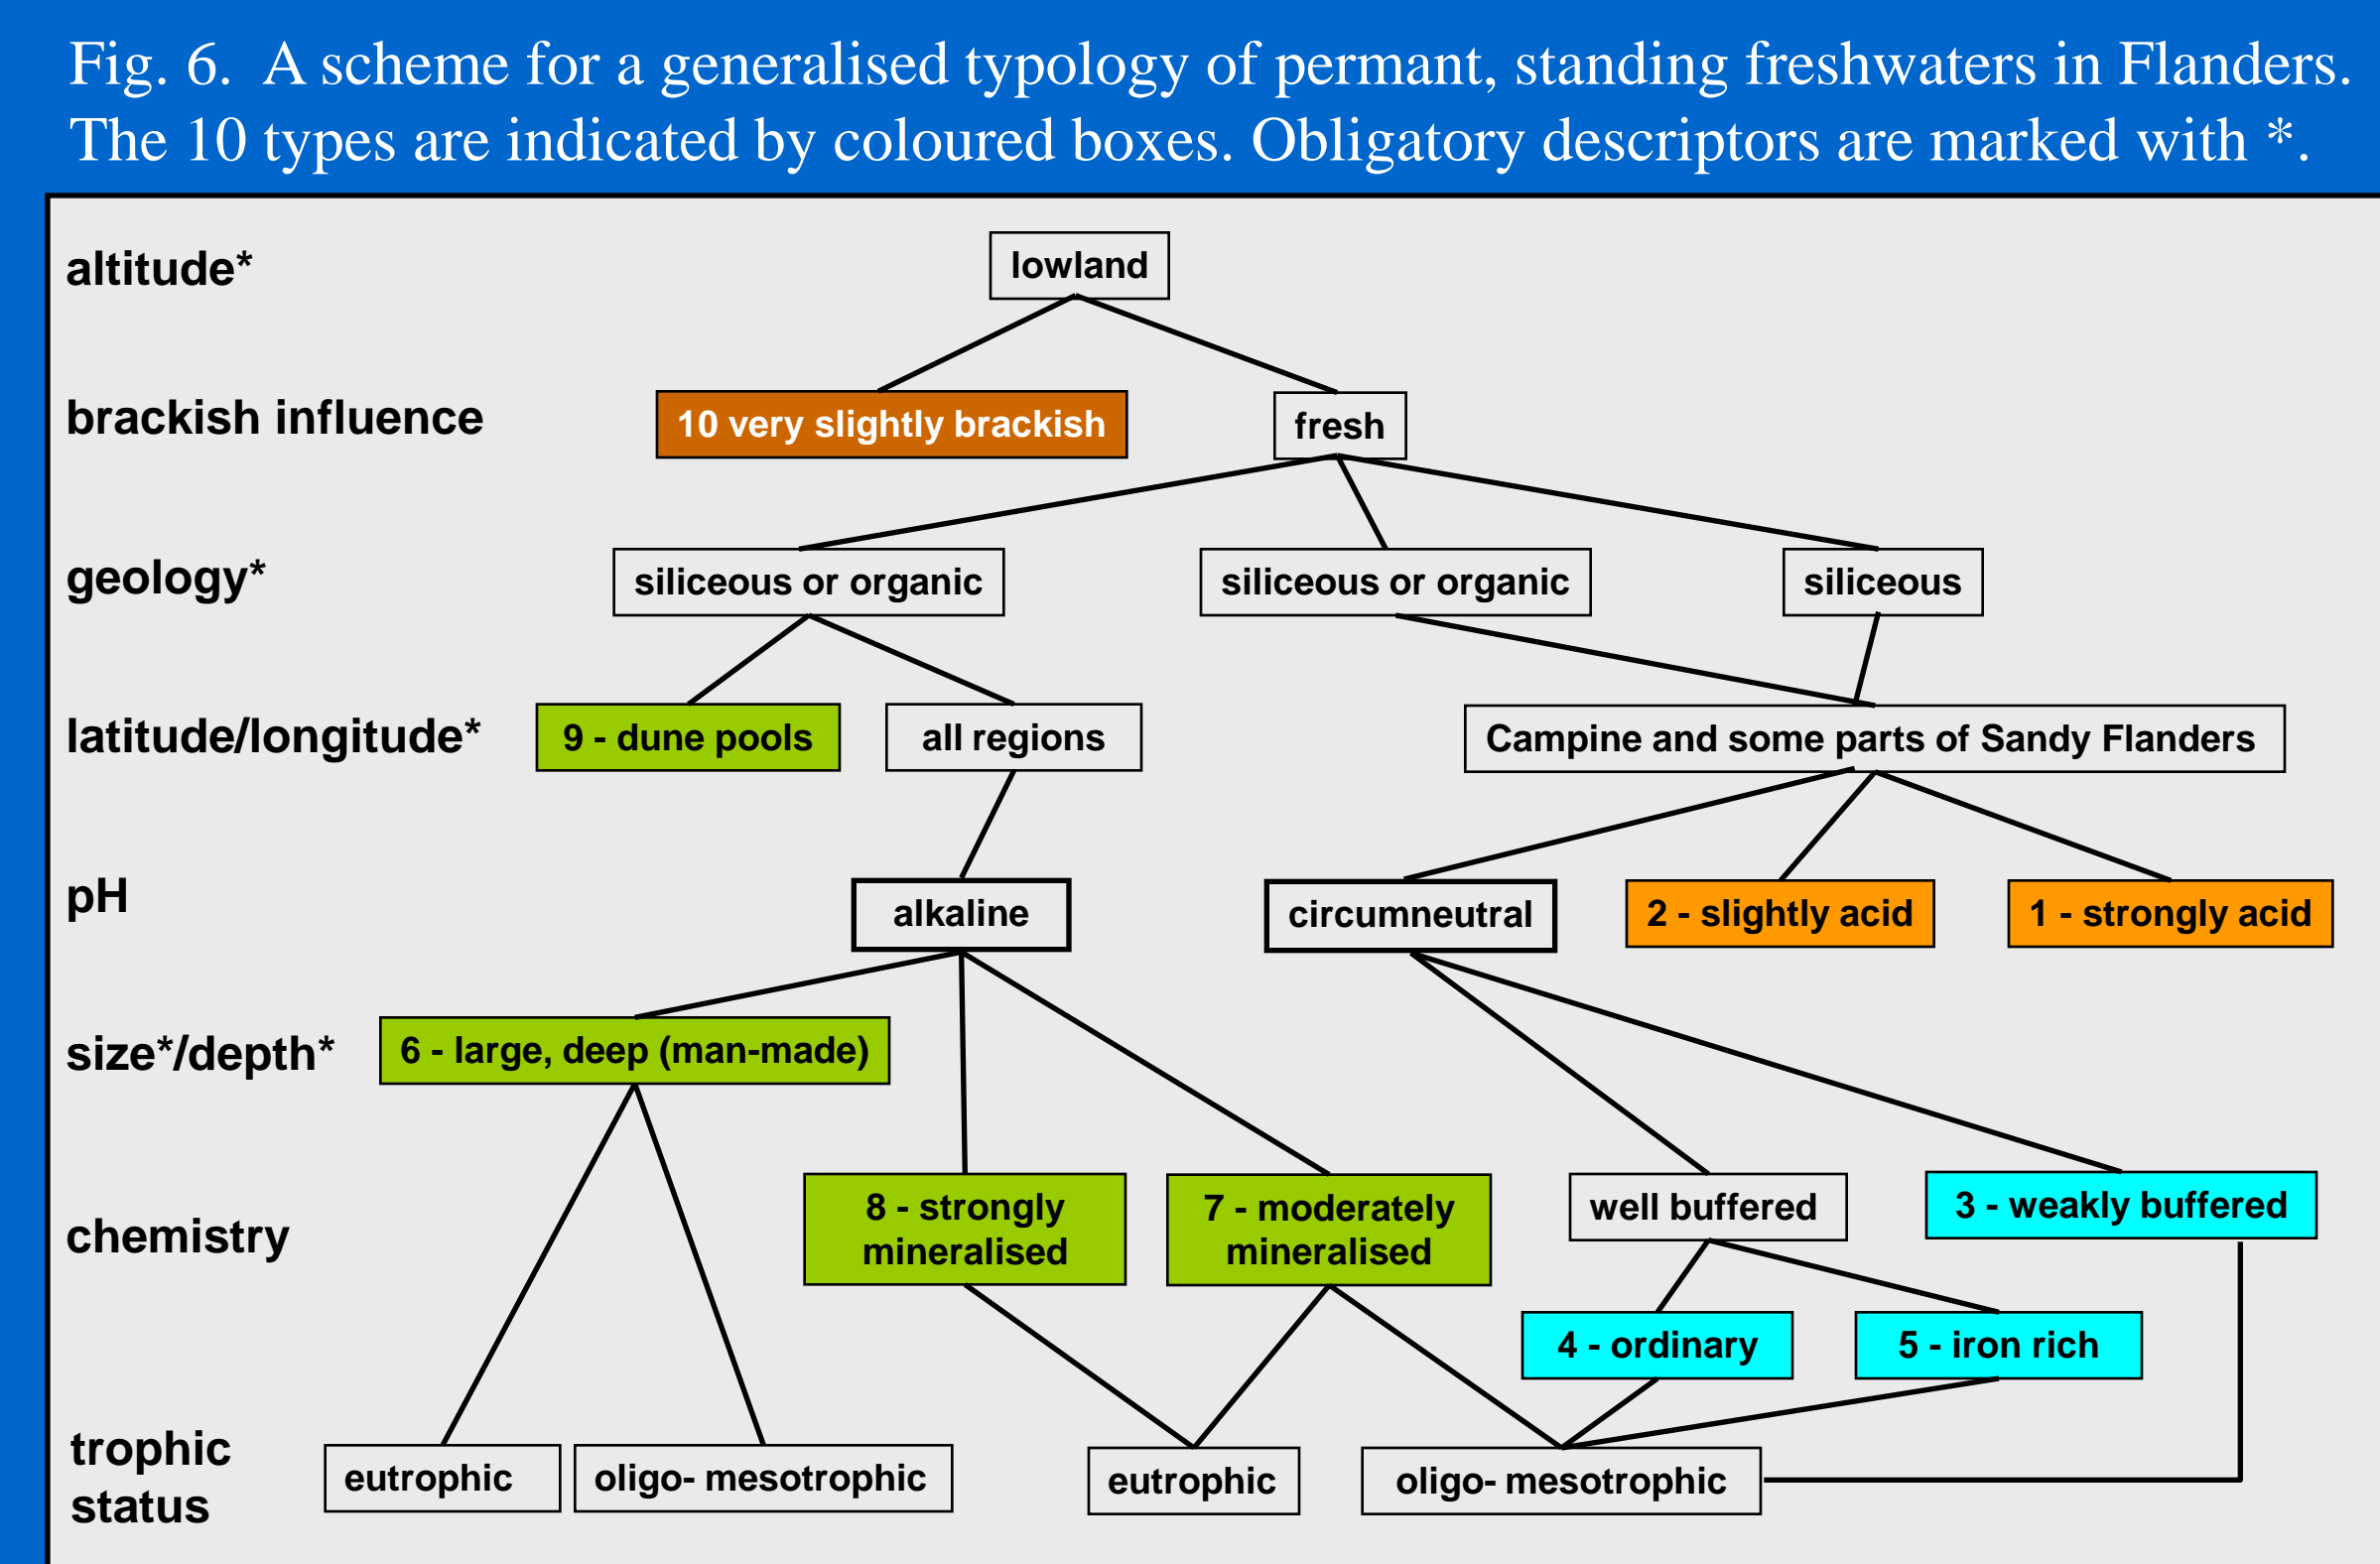 Fig. 6.  A scheme for a generalised typology of permant, standing freshwaters in Flanders.
The 10 types are indicated by coloured boxes. Obligatory descriptors are marked with *.
altitude*
lowland
brackish influence
10 very slightly brackish
fresh
geology*
siliceous or organic
siliceous or organic
siliceous
latitude/longitude*
9 - dune pools
all regions
Campine and some parts of Sandy Flanders
pH
alkaline
circumneutral
2 - slightly acid
1 - strongly acid
size*/depth*
6 - large, deep (man-made)
chemistry
8 - strongly
mineralised
7 - moderately
mineralised
well buffered
3 - weakly buffered
4 - ordinary
5 - iron rich
trophic
status
eutrophic
oligo- mesotrophic
eutrophic
oligo- mesotrophic